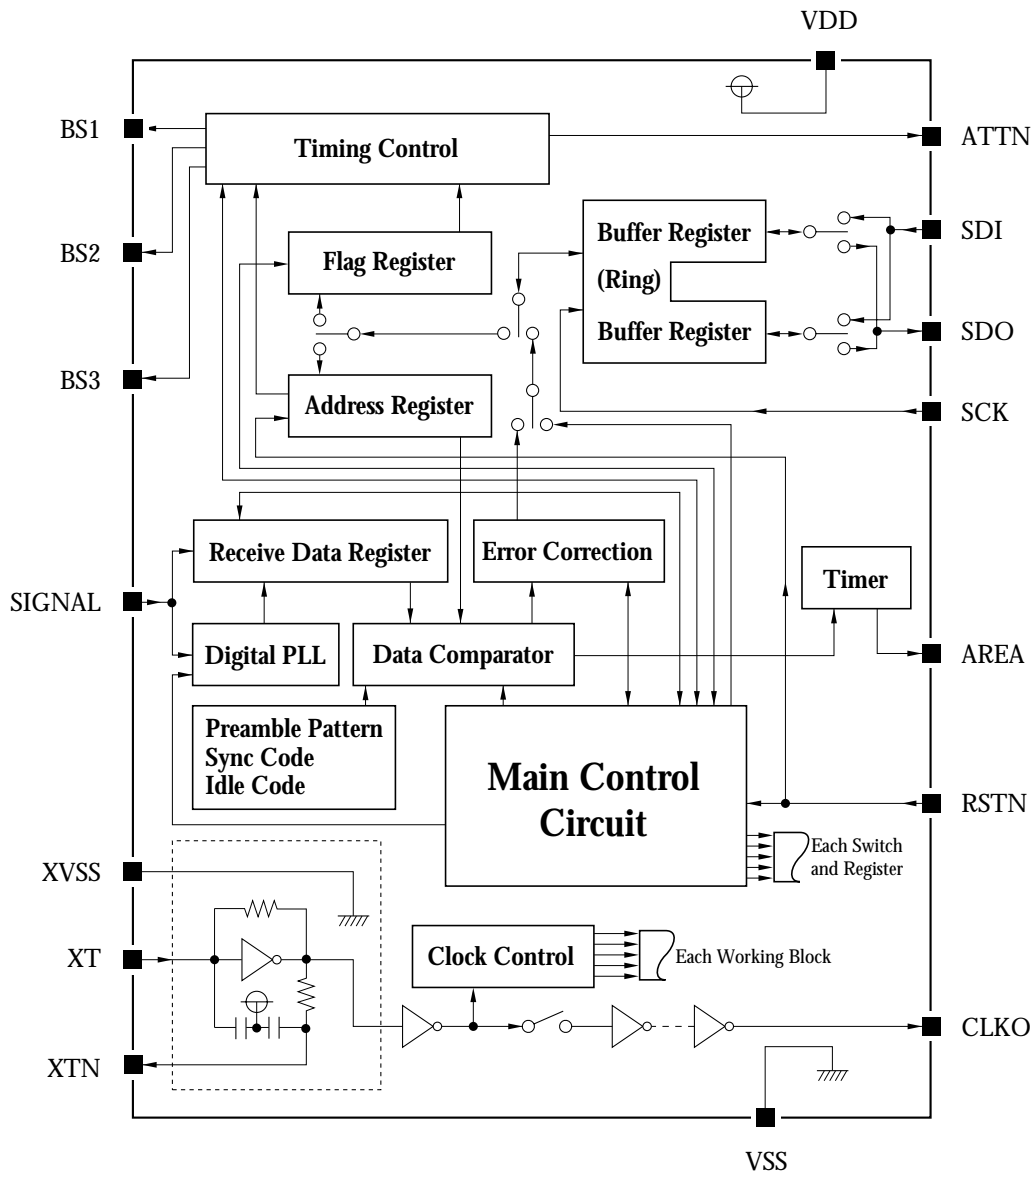 VDD
BS1
Timing Control
ATTN
BS2
Flag Register
Buffer Register
(Ring)
Buffer Register
SDI
SDO
BS3
Address Register
SCK
Receive Data Register
Error Correction
Timer
SIGNAL
Digital PLL
Data Comparator
AREA
Preamble Pattern
Sync Code
Idle Code
Main Control
Circuit
RSTN
Each Switch
and Register
XVSS
XT
Clock Control
Each Working Block
CLKO
XTN
VSS